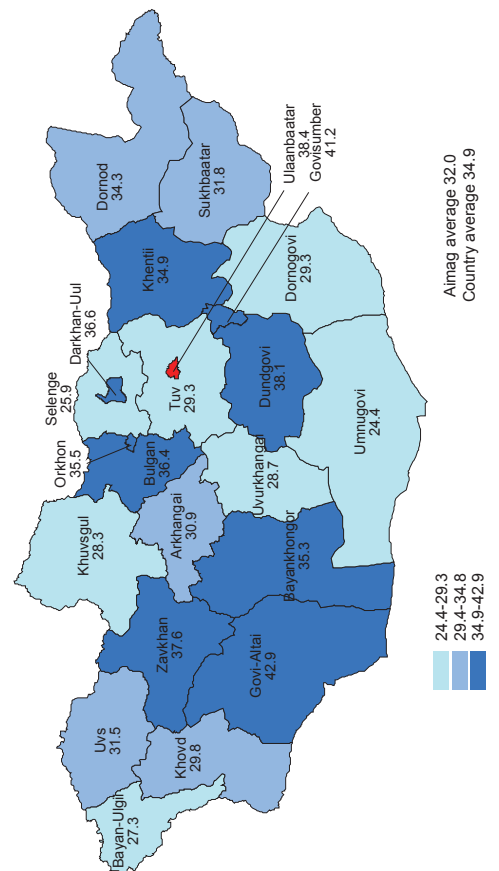 Bayan-Ulgii
27.3
Uvs
31.5
Khovd
29.8
Zavkhan
37.6
Govi-Altai
42.9
Khuvsgul
28.3
Arkhangai
30.9
Bayankhongor
35.3
Orkhon
35.5
Bulgan
36.4
Uvurkhangai
28.7
Selenge
25.9
Darkhan-Uul
36.6
Tuv
29.3
Dundgovi
38.1
Umnugovi
24.4
Khentii
34.9
Dornogovi
29.3
Dornod
34.3
Sukhbaatar
31.8
Ulaanbaatar
38.4
Govisumber
41.2
24.4-29.3
29.4-34.8
34.9-42.9
Aimag average 32.0
Country average 34.9